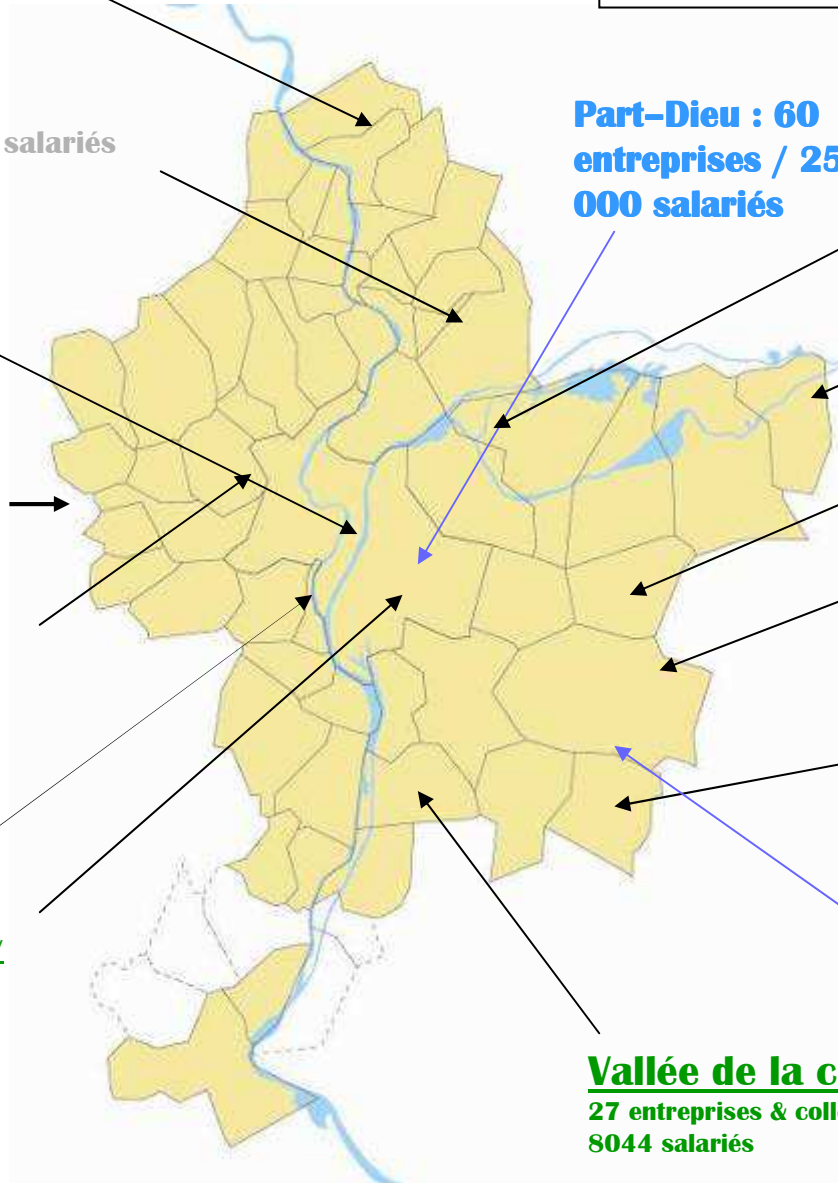 salariés
Part–Dieu : 60
entreprises / 25
000 salariés
Vallée de la c
27 entreprises & coll
8044 salariés